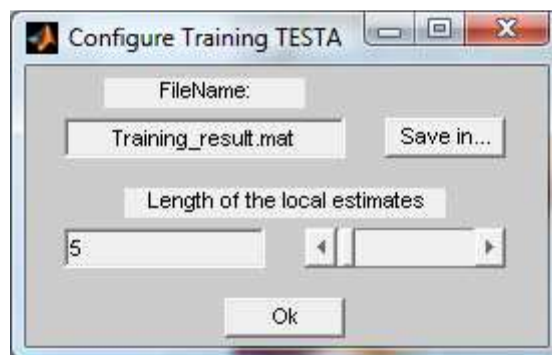 Configure Training TESTA
FileName:
Training_result.mat
Save in...
Length of the local estimates
5
Ok